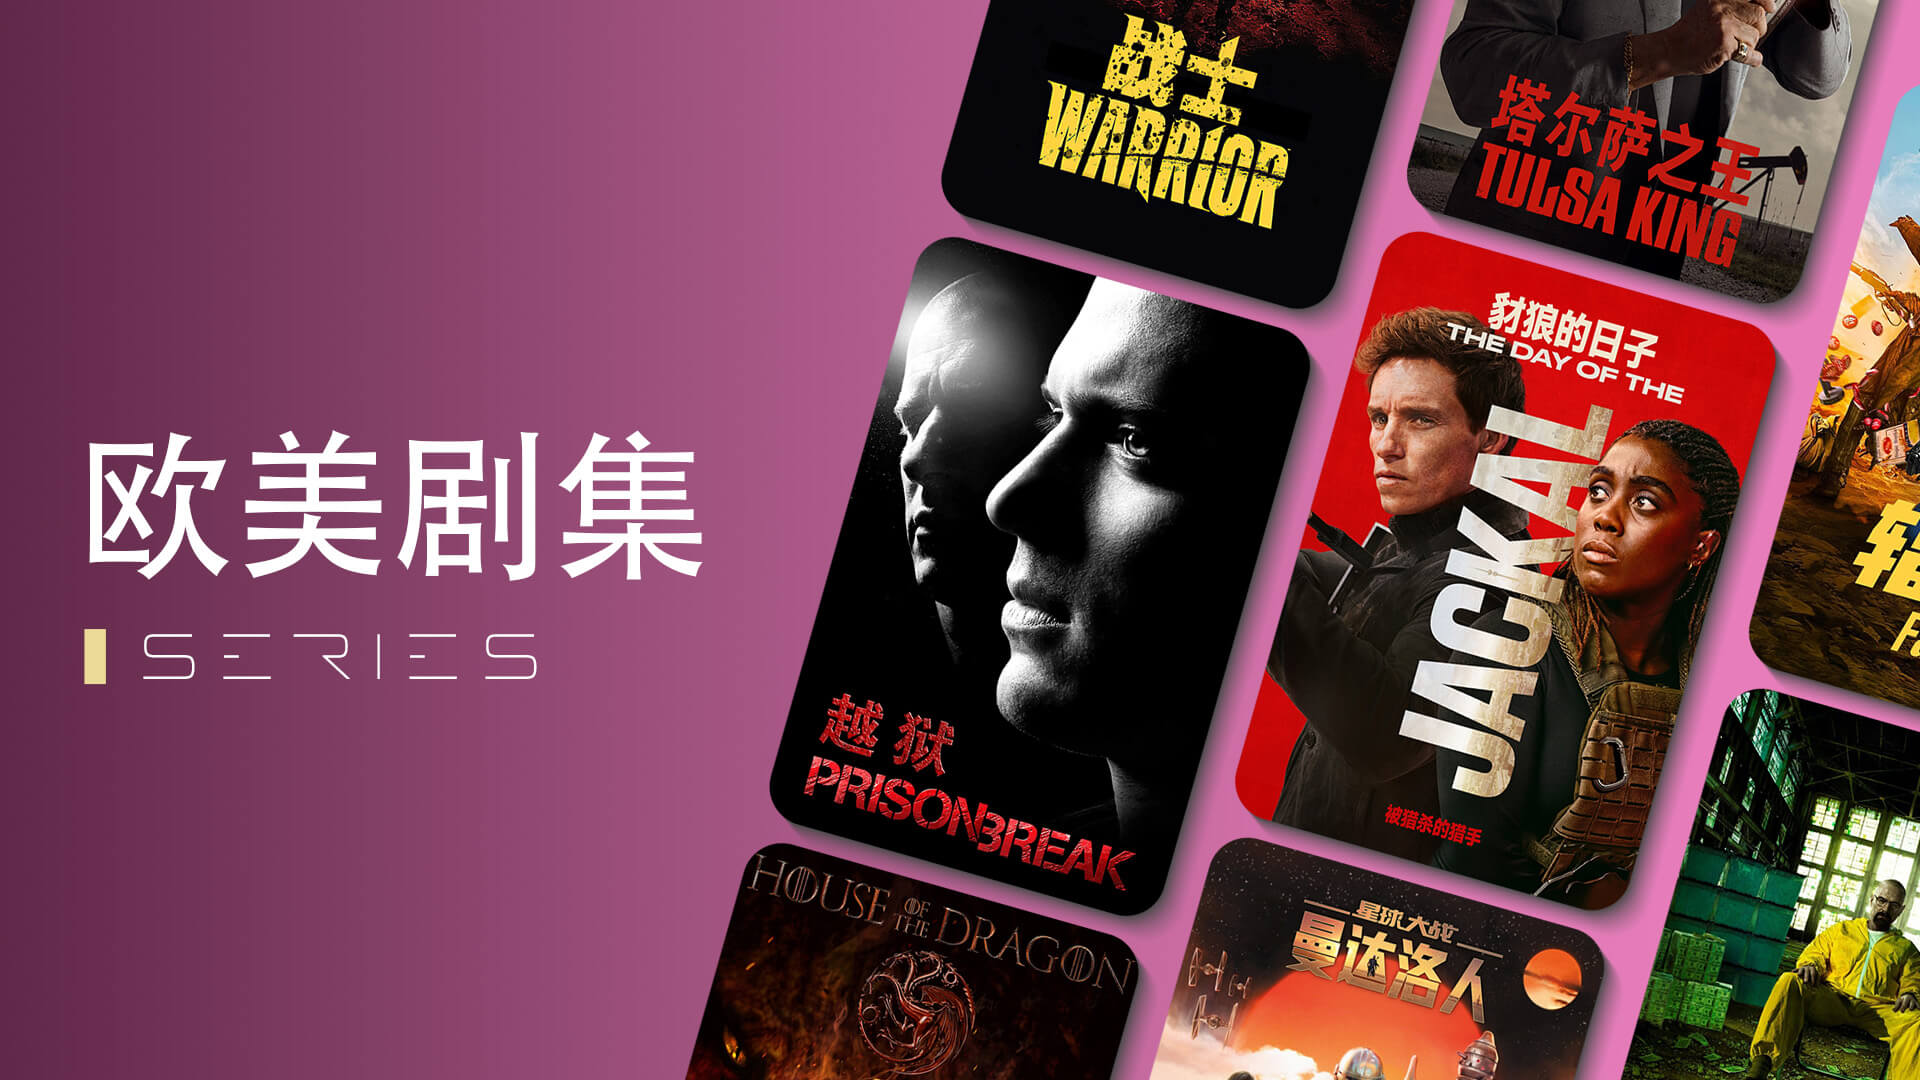 欧美剧集
SERIES
战士
WARRIOR
塔尔萨之王
TULSA KING
越狱
PRISON BREAK
豺狼的日子
THE DAY OF THE
JACKAL
被猎杀的猎手
HOUSE OF THE DRAGON
星球大战
曼达洛人